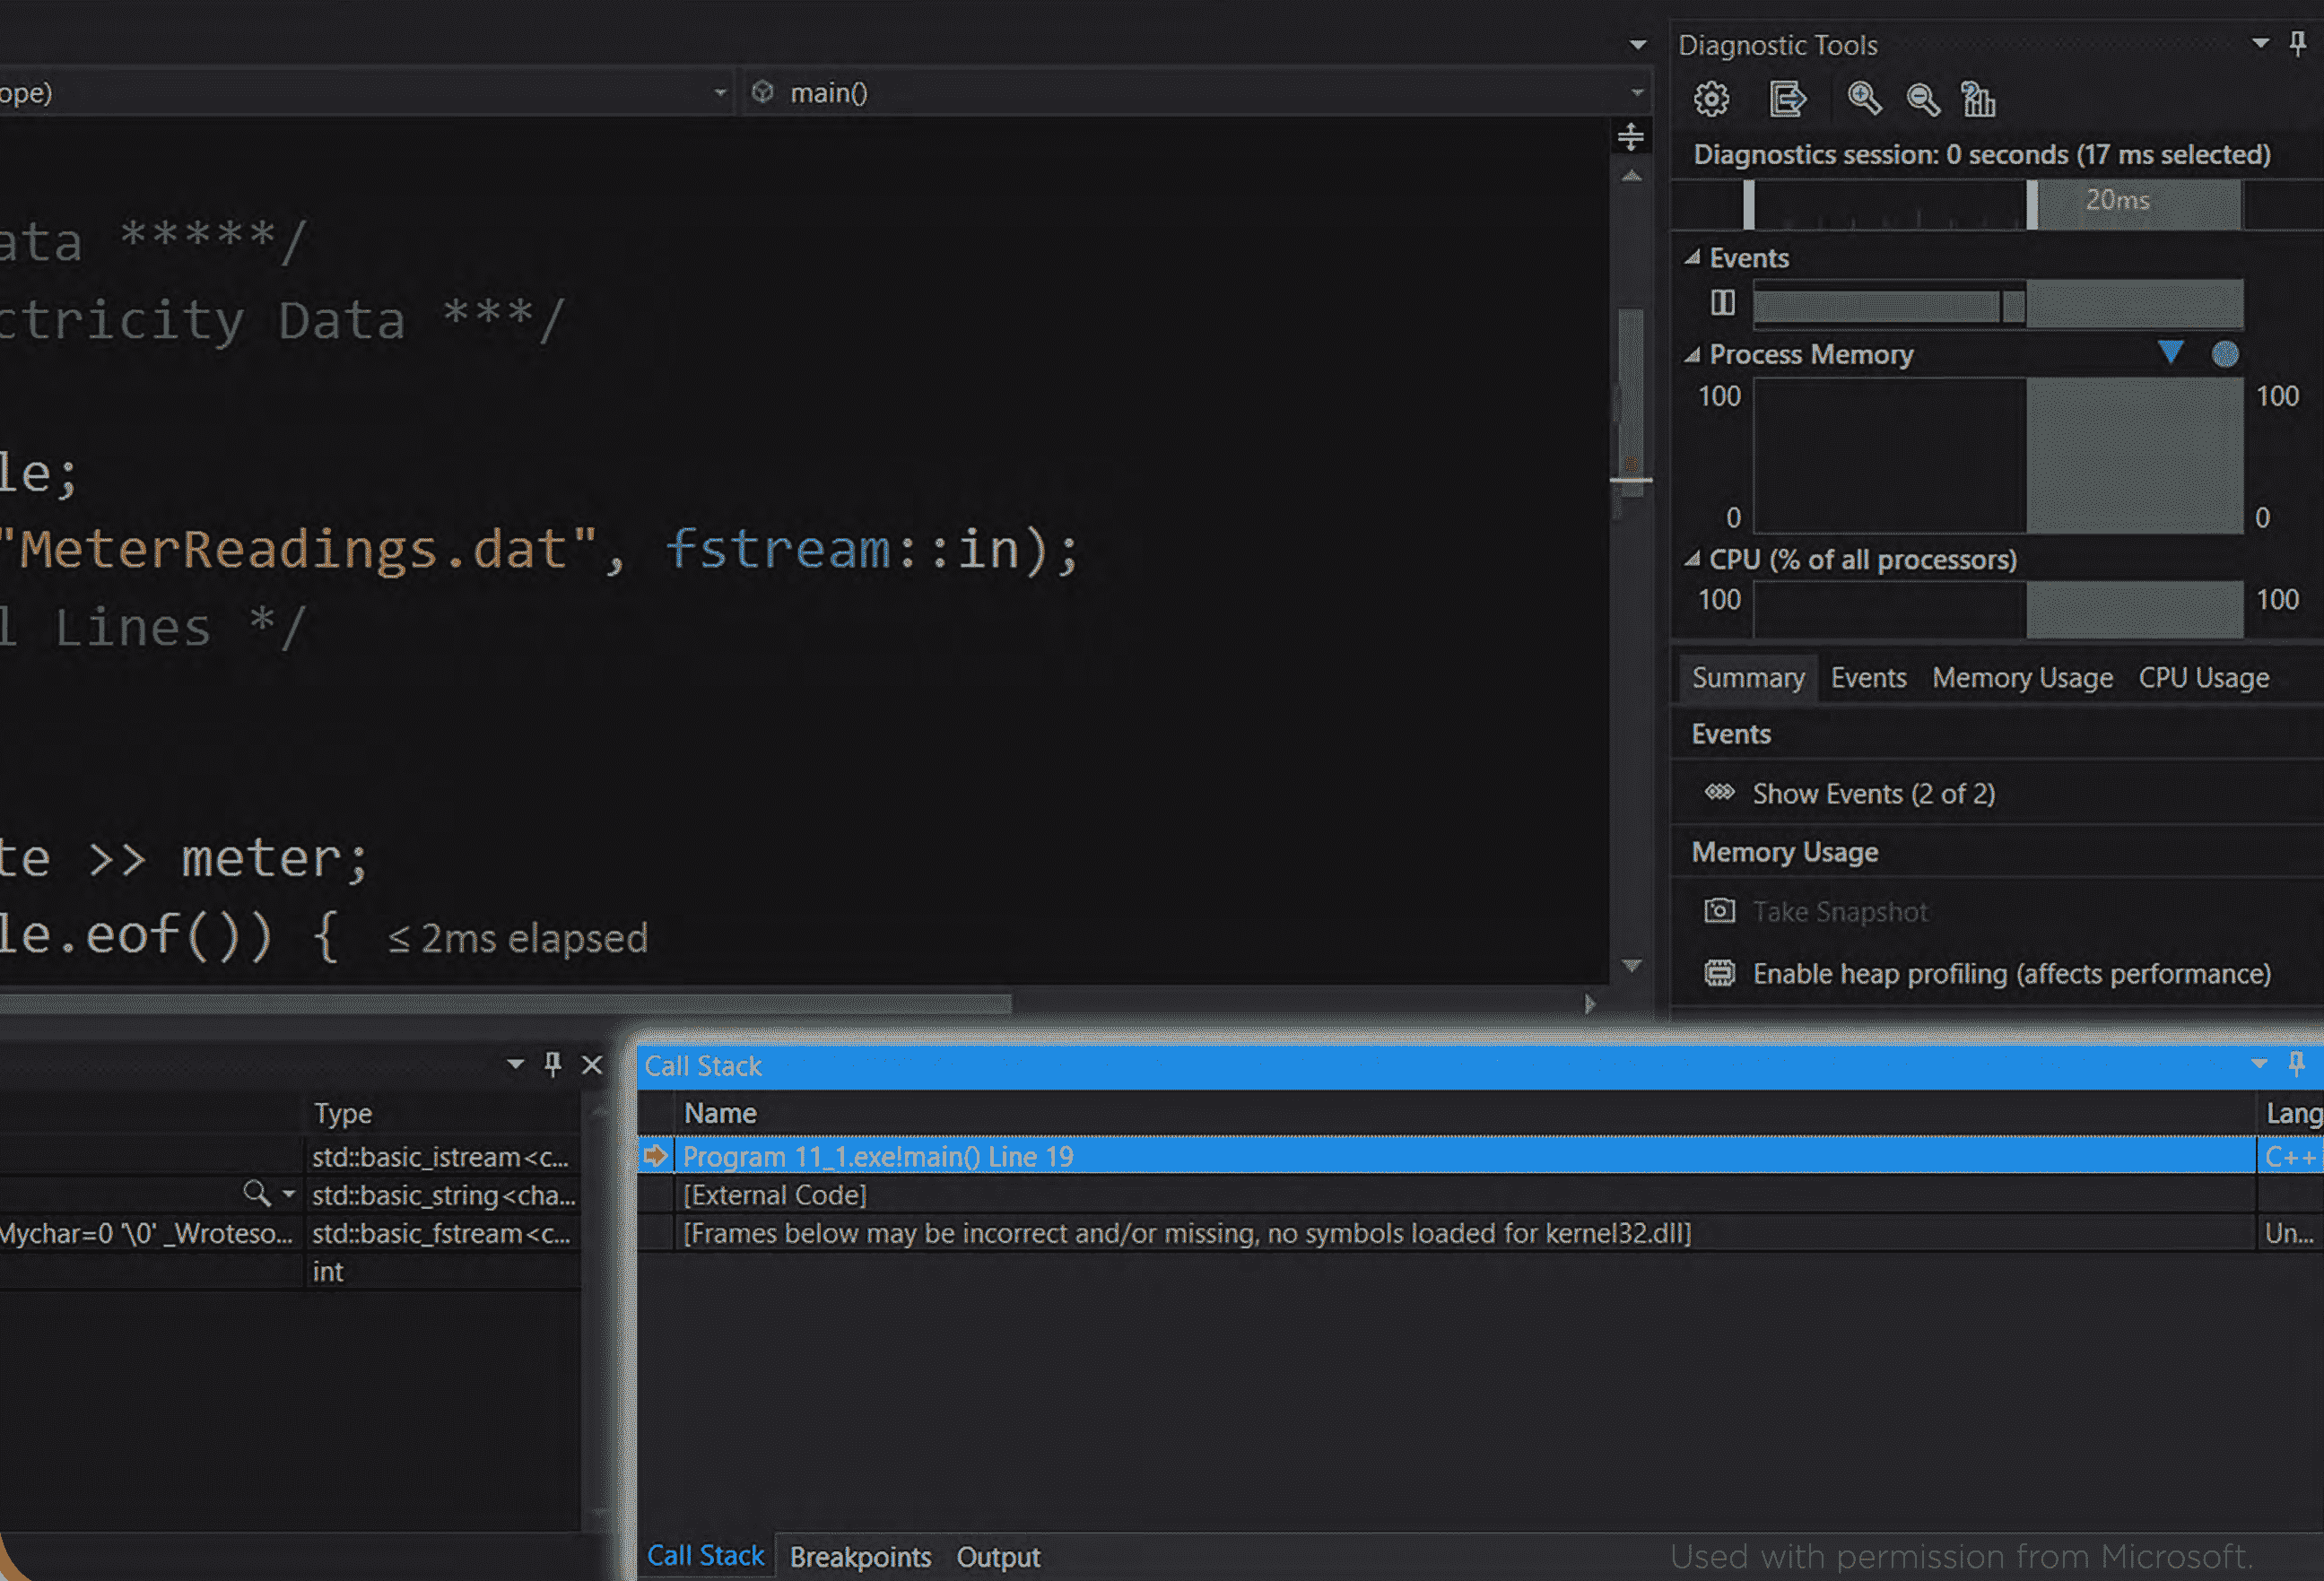 ope)
main()
ata *****/
ctricity Data ***/
le;
"MeterReadings.dat", fstream::in);
l Lines */
te >> meter;
le.eof()) { ≤ 2ms elapsed
Diagnostic Tools
Diagnostics session: 0 seconds (17 ms selected)
20ms
Events
Process Memory
100 100
0 0
CPU (% of all processors)
100 100
Summary Events Memory Usage CPU Usage
Events
Show Events (2 of 2)
Memory Usage
Take Snapshot
Enable heap profiling (affects performance)
Type
std::basic_istream<c...
std::basic_string<cha...
Mychar=0 '\0' _Wroteso... std::basic_fstream<c...
int
Call Stack
Name Lang
Program 11_1.exe!main() Line 19 C++
[External Code]
[Frames below may be incorrect and/or missing, no symbols loaded for kernel32.dll] Un...
Call Stack Breakpoints Output
Used with permission from Microsoft.